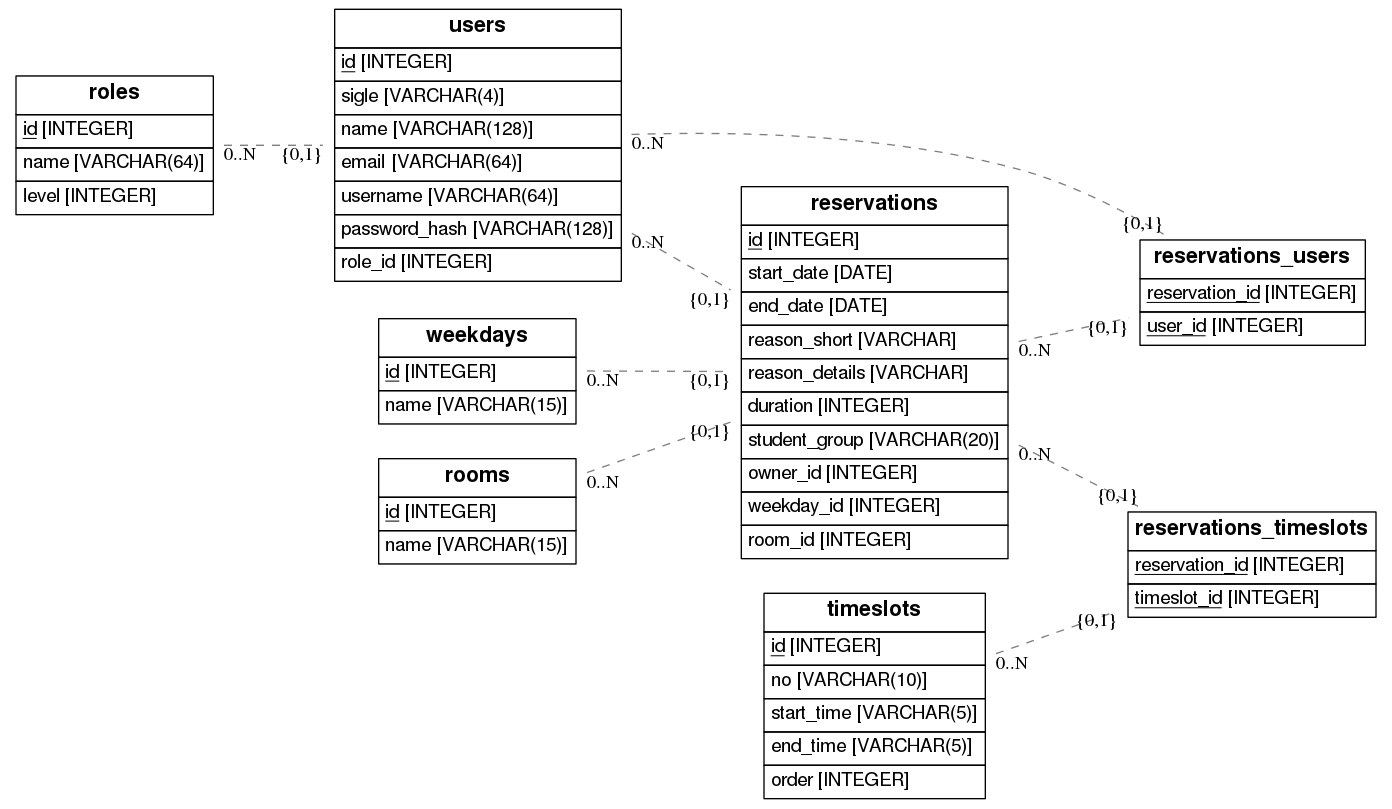 roles
id [INTEGER]
name [VARCHAR(64)]
level [INTEGER]
0..N
{0,1}
users
id [INTEGER]
sigle [VARCHAR(4)]
name [VARCHAR(128)]
email [VARCHAR(64)]
username [VARCHAR(64)]
password_hash [VARCHAR(128)]
role_id [INTEGER]
0..N
{0,1}
0..N
{0,1}
weekdays
id [INTEGER]
name [VARCHAR(15)]
0..N
{0,1}
rooms
id [INTEGER]
name [VARCHAR(15)]
0..N
{0,1}
reservations
id [INTEGER]
start_date [DATE]
end_date [DATE]
reason_short [VARCHAR]
reason_details [VARCHAR]
duration [INTEGER]
student_group [VARCHAR(20)]
owner_id [INTEGER]
weekday_id [INTEGER]
room_id [INTEGER]
0..N
{0,1}
0..N
{0,1}
reservations_users
reservation_id [INTEGER]
user_id [INTEGER]
reservations_timeslots
reservation_id [INTEGER]
timeslot_id [INTEGER]
timeslots
id [INTEGER]
no [VARCHAR(10)]
start_time [VARCHAR(5)]
end_time [VARCHAR(5)]
order [INTEGER]
0..N
{0,1}